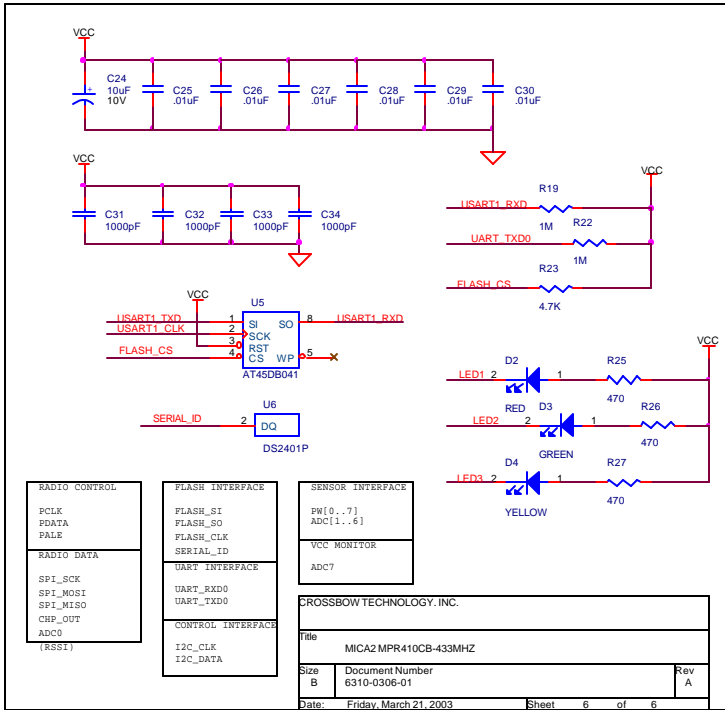 VCC
C24
10uF
10V
+
C25
.01uF
C26
.01uF
C27
.01uF
C28
.01uF
C29
.01uF
C30
.01uF
VCC
C31
1000pF
C32
1000pF
C33
1000pF
C34
1000pF
VCC
USART1_RXD
R19
1M
UART_TXD0
R22
1M
FLASH_CS
R23
4.7K
VCC
U5
USART1_TXD 1 SI SO 8 USART1_RXD
USART1_CLK 2 SCK
3 RST
FLASH_CS 4 CS WP 5
AT45DB041
U6
SERIAL_ID 2 DQ
DS2401P
VCC
LED1 2 D2 1 R25
RED 470
LED2 2 D3 1 R26
GREEN 470
LED3 2 D4 1 R27
YELLOW 470
RADIO CONTROL
PCLK
PDATA
PALE
RADIO DATA
SPI_SCK
SPI_MOSI
SPI_MISO
CHP_OUT
ADC0
(RSSI)
FLASH INTERFACE
FLASH_SI
FLASH_SO
FLASH_CLK
SERIAL_ID
UART INTERFACE
UART_RXD0
UART_TXD0
CONTROL INTERFACE
I2C_CLK
I2C_DATA
SENSOR INTERFACE
PW[0..7]
ADC[1..6]
VCC MONITOR
ADC7
CROSSBOW TECHNOLOGY. INC.
Title
MICA2 MPR410CB-433MHZ
Size Document Number Rev
B 6310-0306-01 A
Date: Friday, March 21, 2003 Sheet 6 of 6